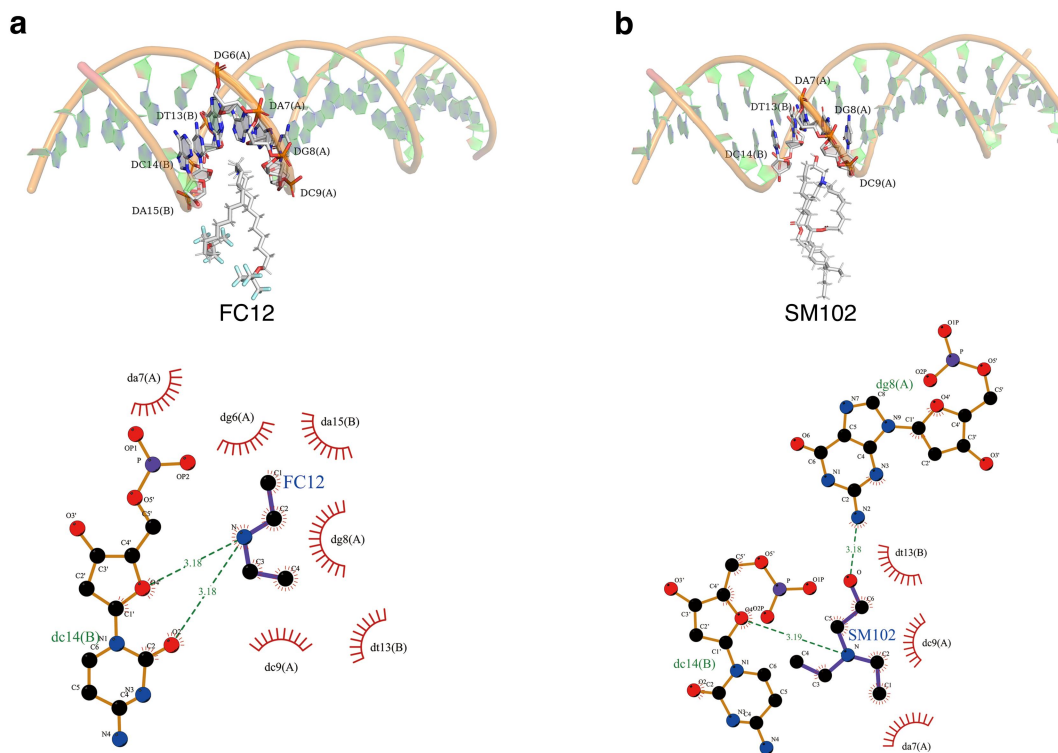 a
DG6(A)
DA7(A)
DT13(B)
DG8(A)
DC14(B)
DC9(A)
DA15(B)
FC12
b
DA7(A)
DT13(B)
DG8(A)
DC14(B)
DC9(A)
SM102
da7(A)
dg6(A)
da15(B)
OP1
P
OP2
O5'
C5'
O3'
C4'
C3'
C2'
O4'
C1'
N1
C6
O2
C2
C5
N3
C4
N4
dc14(B)
3.18
3.18
C1
FC12
C2
N
C3
C4
dg8(A)
dc9(A)
dt13(B)
O1P
P
O5'
O2P
dg8(A)
C5'
C8
N7
O4'
N9
C1'
C4'
C5
O6
C6
C4
C3'
C2'
O3'
N1
N3
C2
N2
3.18
dt13(B)
O
C6
C5
SM102
N
C4
C3
C2
C1
dc9(A)
da7(A)
C5'
O5'
O3'
C4'
P
O1P
C3'
O4'
O2P
C2'
C1'
3.19
dc14(B)
N1
C6
O2
C2
C5
N3
C4
N4